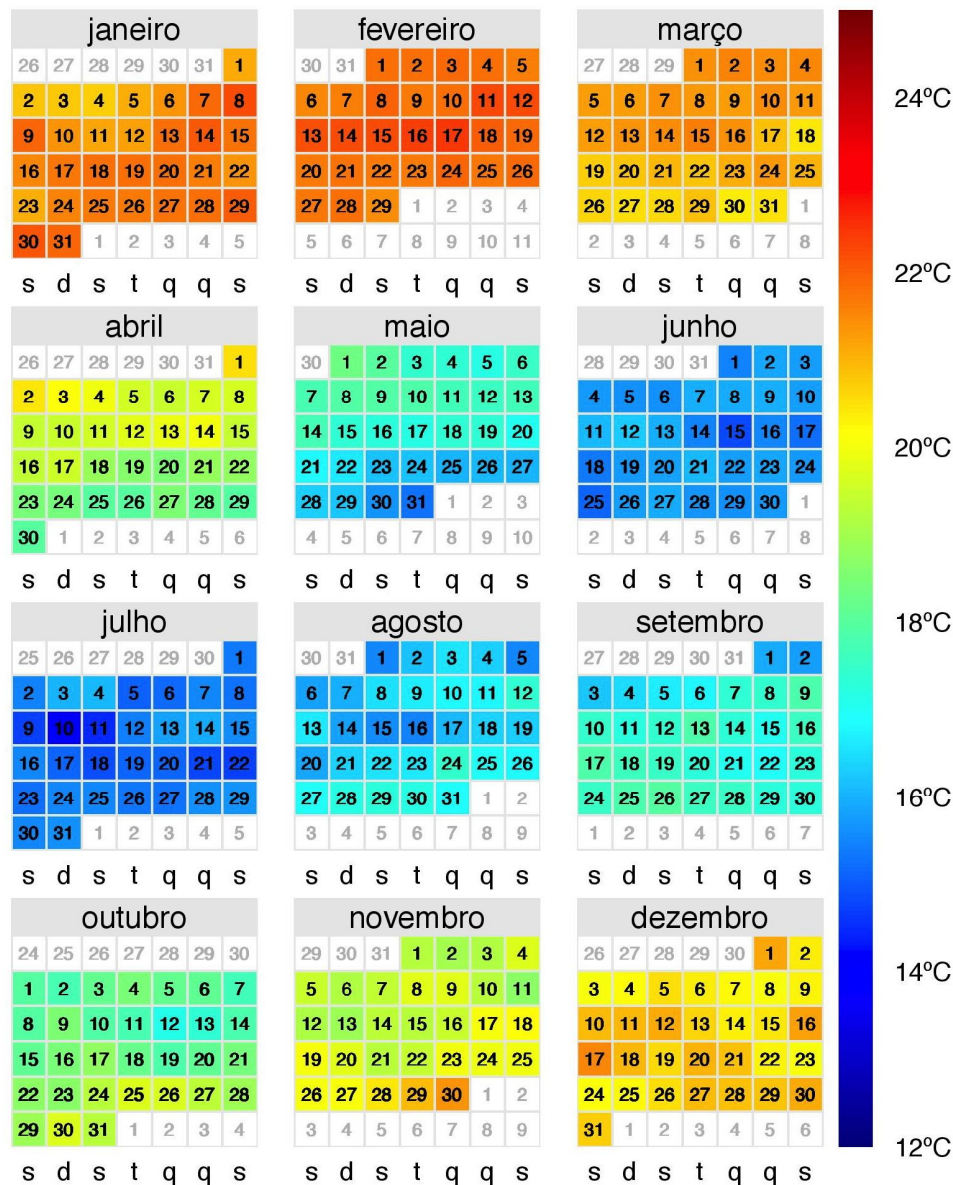 janeiro fevereiro março
26 27 28 29 30 31 1 30 31 1 2 3 4 5 27 28 29 1 2 3 4
24ºC
2 3 4 5 6 7 8 6 7 8 9 10 11 12 5 6 7 8 9 10 11
9 10 11 12 13 14 15 13 14 15 16 17 18 19 12 13 14 15 16 17 18
16 17 18 19 20 21 22 20 21 22 23 24 25 26 19 20 21 22 23 24 25
23 24 25 26 27 28 29 27 28 29 1 2 3 4 26 27 28 29 30 31 1
30 31 1 2 3 4 5 5 6 7 8 9 10 11 2 3 4 5 6 7 8
22ºC
s d s t q q s s d s t q q s s d s t q q s
abril maio junho
26 27 28 29 30 31 1 30 1 2 3 4 5 6 28 29 30 31 1 2 3
2 3 4 5 6 7 8 7 8 9 10 11 12 13 4 5 6 7 8 9 10
9 10 11 12 13 14 15 14 15 16 17 18 19 20 11 12 13 14 15 16 17
20ºC
16 17 18 19 20 21 22 21 22 23 24 25 26 27 18 19 20 21 22 23 24
23 24 25 26 27 28 29 28 29 30 31 1 2 3 25 26 27 28 29 30 1
30 1 2 3 4 5 6 4 5 6 7 8 9 10 2 3 4 5 6 7 8
s d s t q q s s d s t q q s s d s t q q s
julho agosto setembro
18ºC
25 26 27 28 29 30 1 30 31 1 2 3 4 5 27 28 29 30 31 1 2
2 3 4 5 6 7 8 6 7 8 9 10 11 12 3 4 5 6 7 8 9
9 10 11 12 13 14 15 13 14 15 16 17 18 19 10 11 12 13 14 15 16
16 17 18 19 20 21 22 20 21 22 23 24 25 26 17 18 19 20 21 22 23
23 24 25 26 27 28 29 27 28 29 30 31 1 2 24 25 26 27 28 29 30
16ºC
30 31 1 2 3 4 5 3 4 5 6 7 8 9 1 2 3 4 5 6 7
s d s t q q s s d s t q q s s d s t q q s
outubro novembro dezembro
24 25 26 27 28 29 30 29 30 31 1 2 3 4 26 27 28 29 30 1 2
14ºC
1 2 3 4 5 6 7 5 6 7 8 9 10 11 3 4 5 6 7 8 9
8 9 10 11 12 13 14 12 13 14 15 16 17 18 10 11 12 13 14 15 16
15 16 17 18 19 20 21 19 20 21 22 23 24 25 17 18 19 20 21 22 23
22 23 24 25 26 27 28 26 27 28 29 30 1 2 24 25 26 27 28 29 30
29 30 31 1 2 3 4 3 4 5 6 7 8 9 31 1 2 3 4 5 6
12ºC
s d s t q q s s d s t q q s s d s t q q s